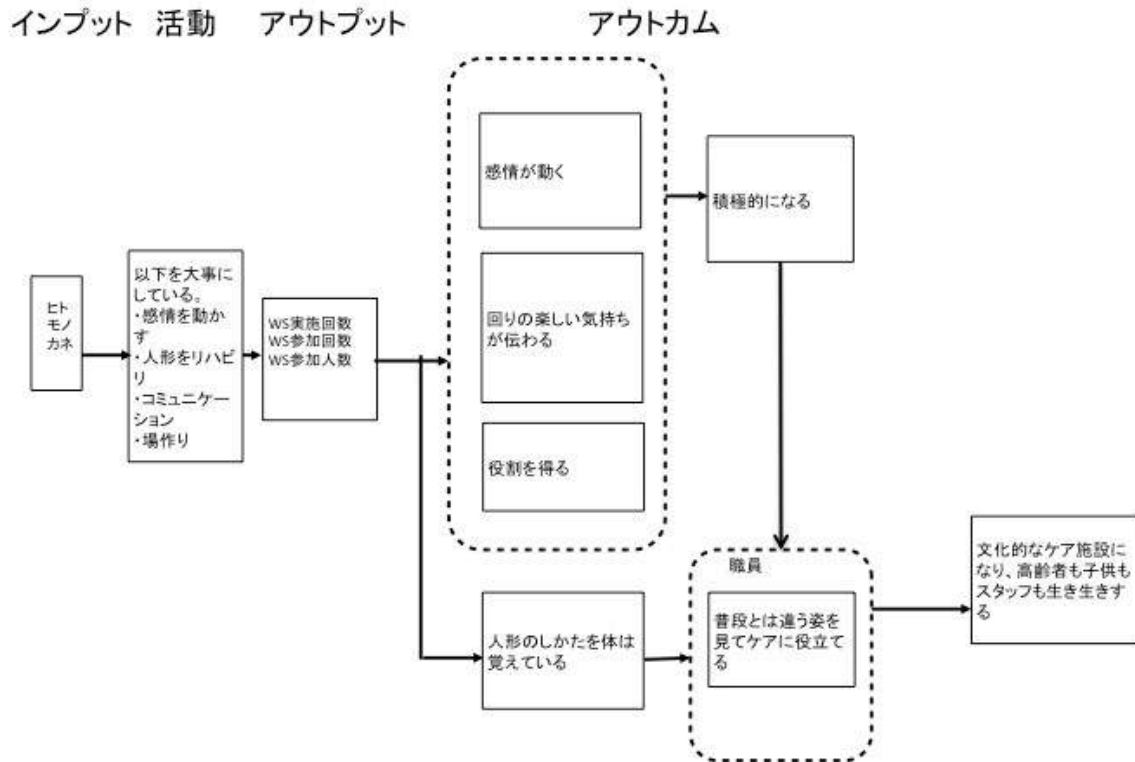 インプット 活動 アウトプット アウトカム
ヒト
モノ
カネ
以下を大事に
している。
・感情を動か
す
・人形をリハビ
リ
・コミュニケー
ション
・場作り
WS実施回数
WS参加回数
WS参加人数
感情が動く
回りの楽しい気持ち
が伝わる
役割を得る
積極的になる
人形のしかたを体は
覚えている
職員
普段とは違う姿を
見てケアに役立て
る
文化的なケア施設に
なり、高齢者も子供も
スタッフも生き生きす
る